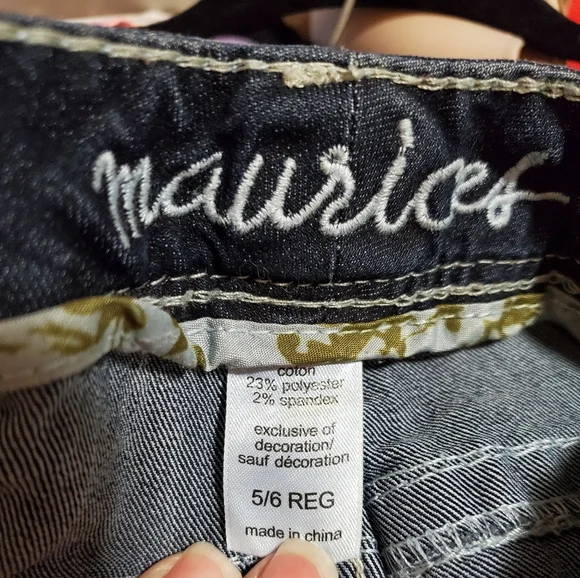 maurices
coton
23% polyester
2% spandex
exclusive of
decoration/
sauf décoration
5/6 REG
made in china